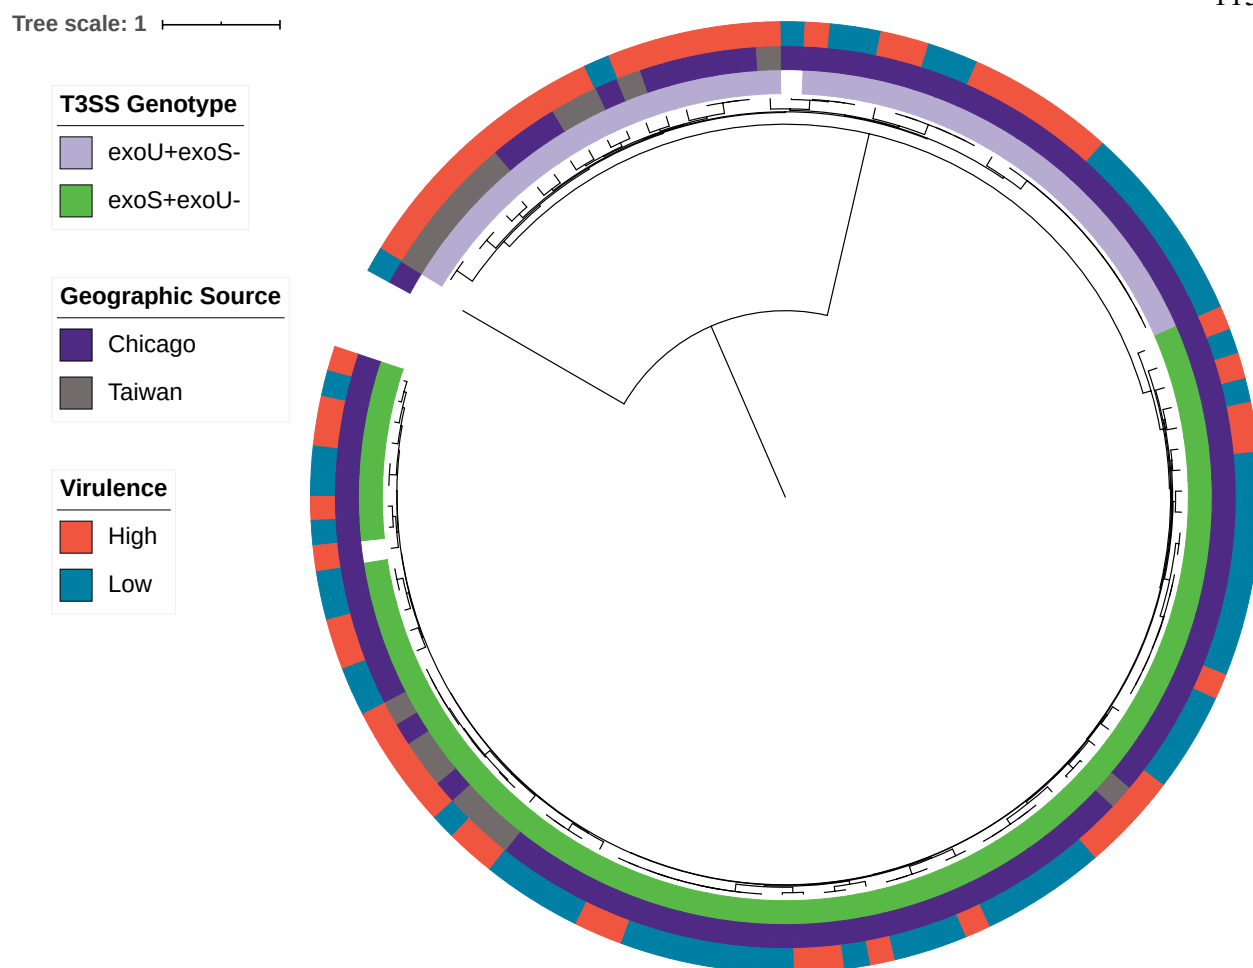 Tree scale: 1
T3SS Genotype
exoU+exoS-
exoS+exoU-
Geographic Source
Chicago
Taiwan
Virulence
High
Low